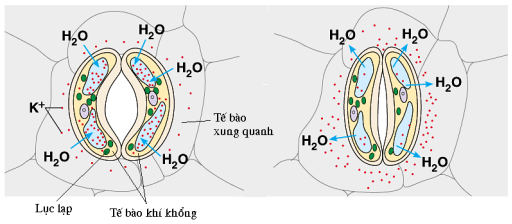 H₂O
H₂O
H₂O
K⁺
H₂O
H₂O
Tế bào
xung quanh
Lục lạp
Tế bào khí khổng
H₂O
H₂O
H₂O
H₂O
H₂O